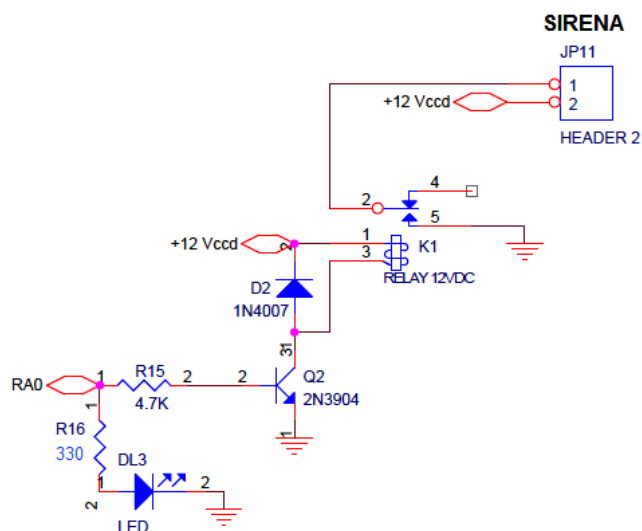 SIRENA
JP11
1
+12 Vccd
2
HEADER 2
4
2
5
1
+12 Vccd
2
3
K1
RELAY 12VDC
D2
1N4007
31
R15
Q2
RA0
1
2
2
4.7K
2N3904
1
R16
1
330
DL3
1
2
2
LED